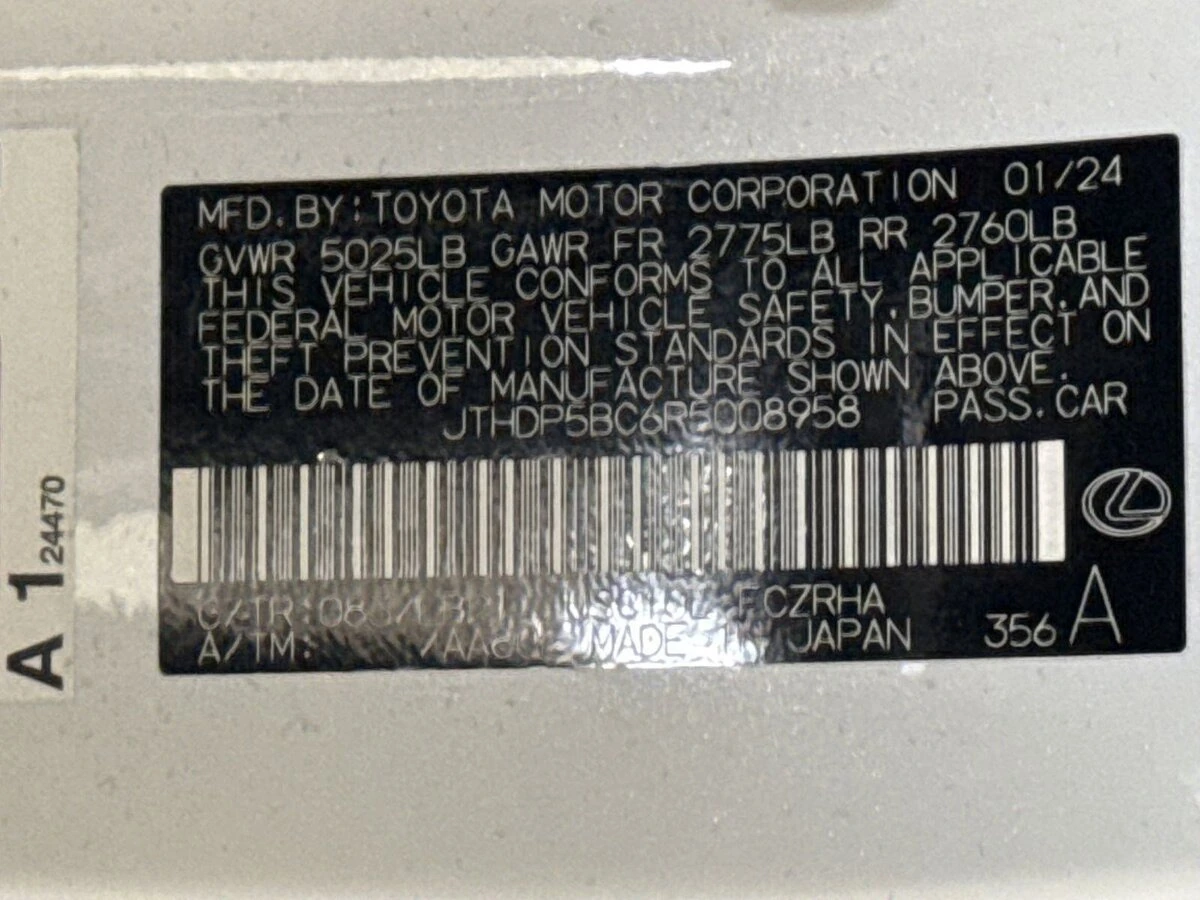 MFD.BY:TOYOTA MOTOR CORPORATION 01/24
GVWR 5025LB GAWR FR 2775LB RR 2760LB
THIS VEHICLE CONFORMS TO ALL APPLICABLE
FEDERAL MOTOR VEHICLE SAFETY,BUMPER,AND
THEFT PREVENTION STANDARDS IN EFFECT ON
THE DATE OF MANUFACTURE SHOWN ABOVE.
JTHDP5BC6R5008958 PASS.CAR
C/TR: FCZRHA
A/TM: MADE IN JAPAN 356 A
A 1 24470